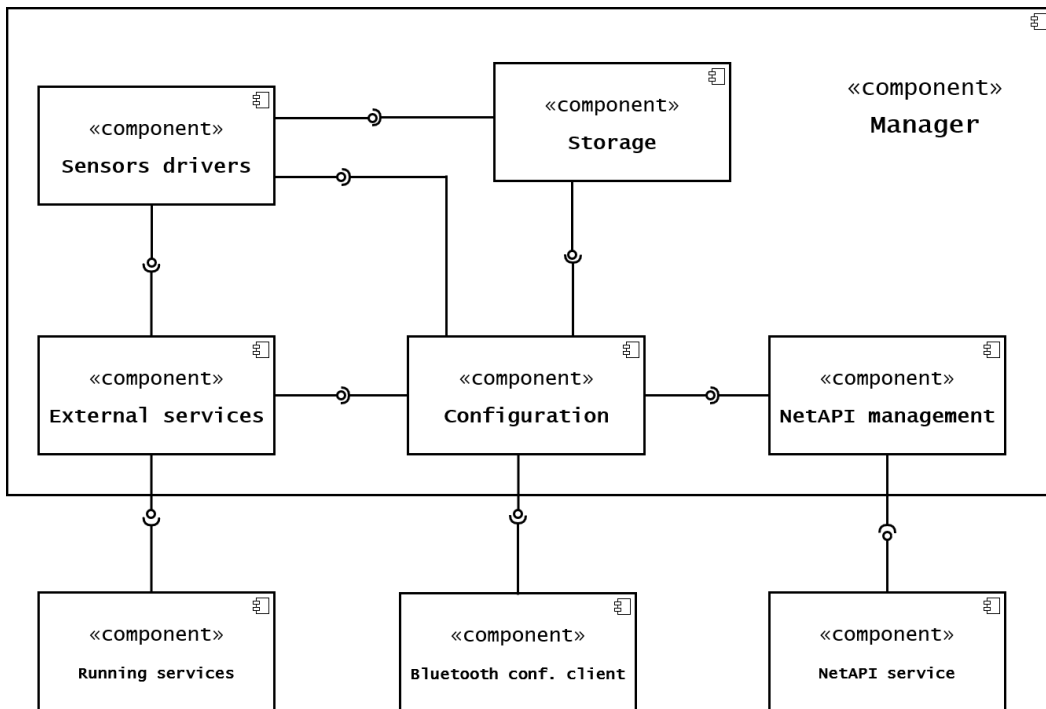 «component»
Manager
«component»
Sensors drivers
«component»
Storage
«component»
External services
«component»
Configuration
«component»
NetAPI management
«component»
Running services
«component»
Bluetooth conf. client
«component»
NetAPI service